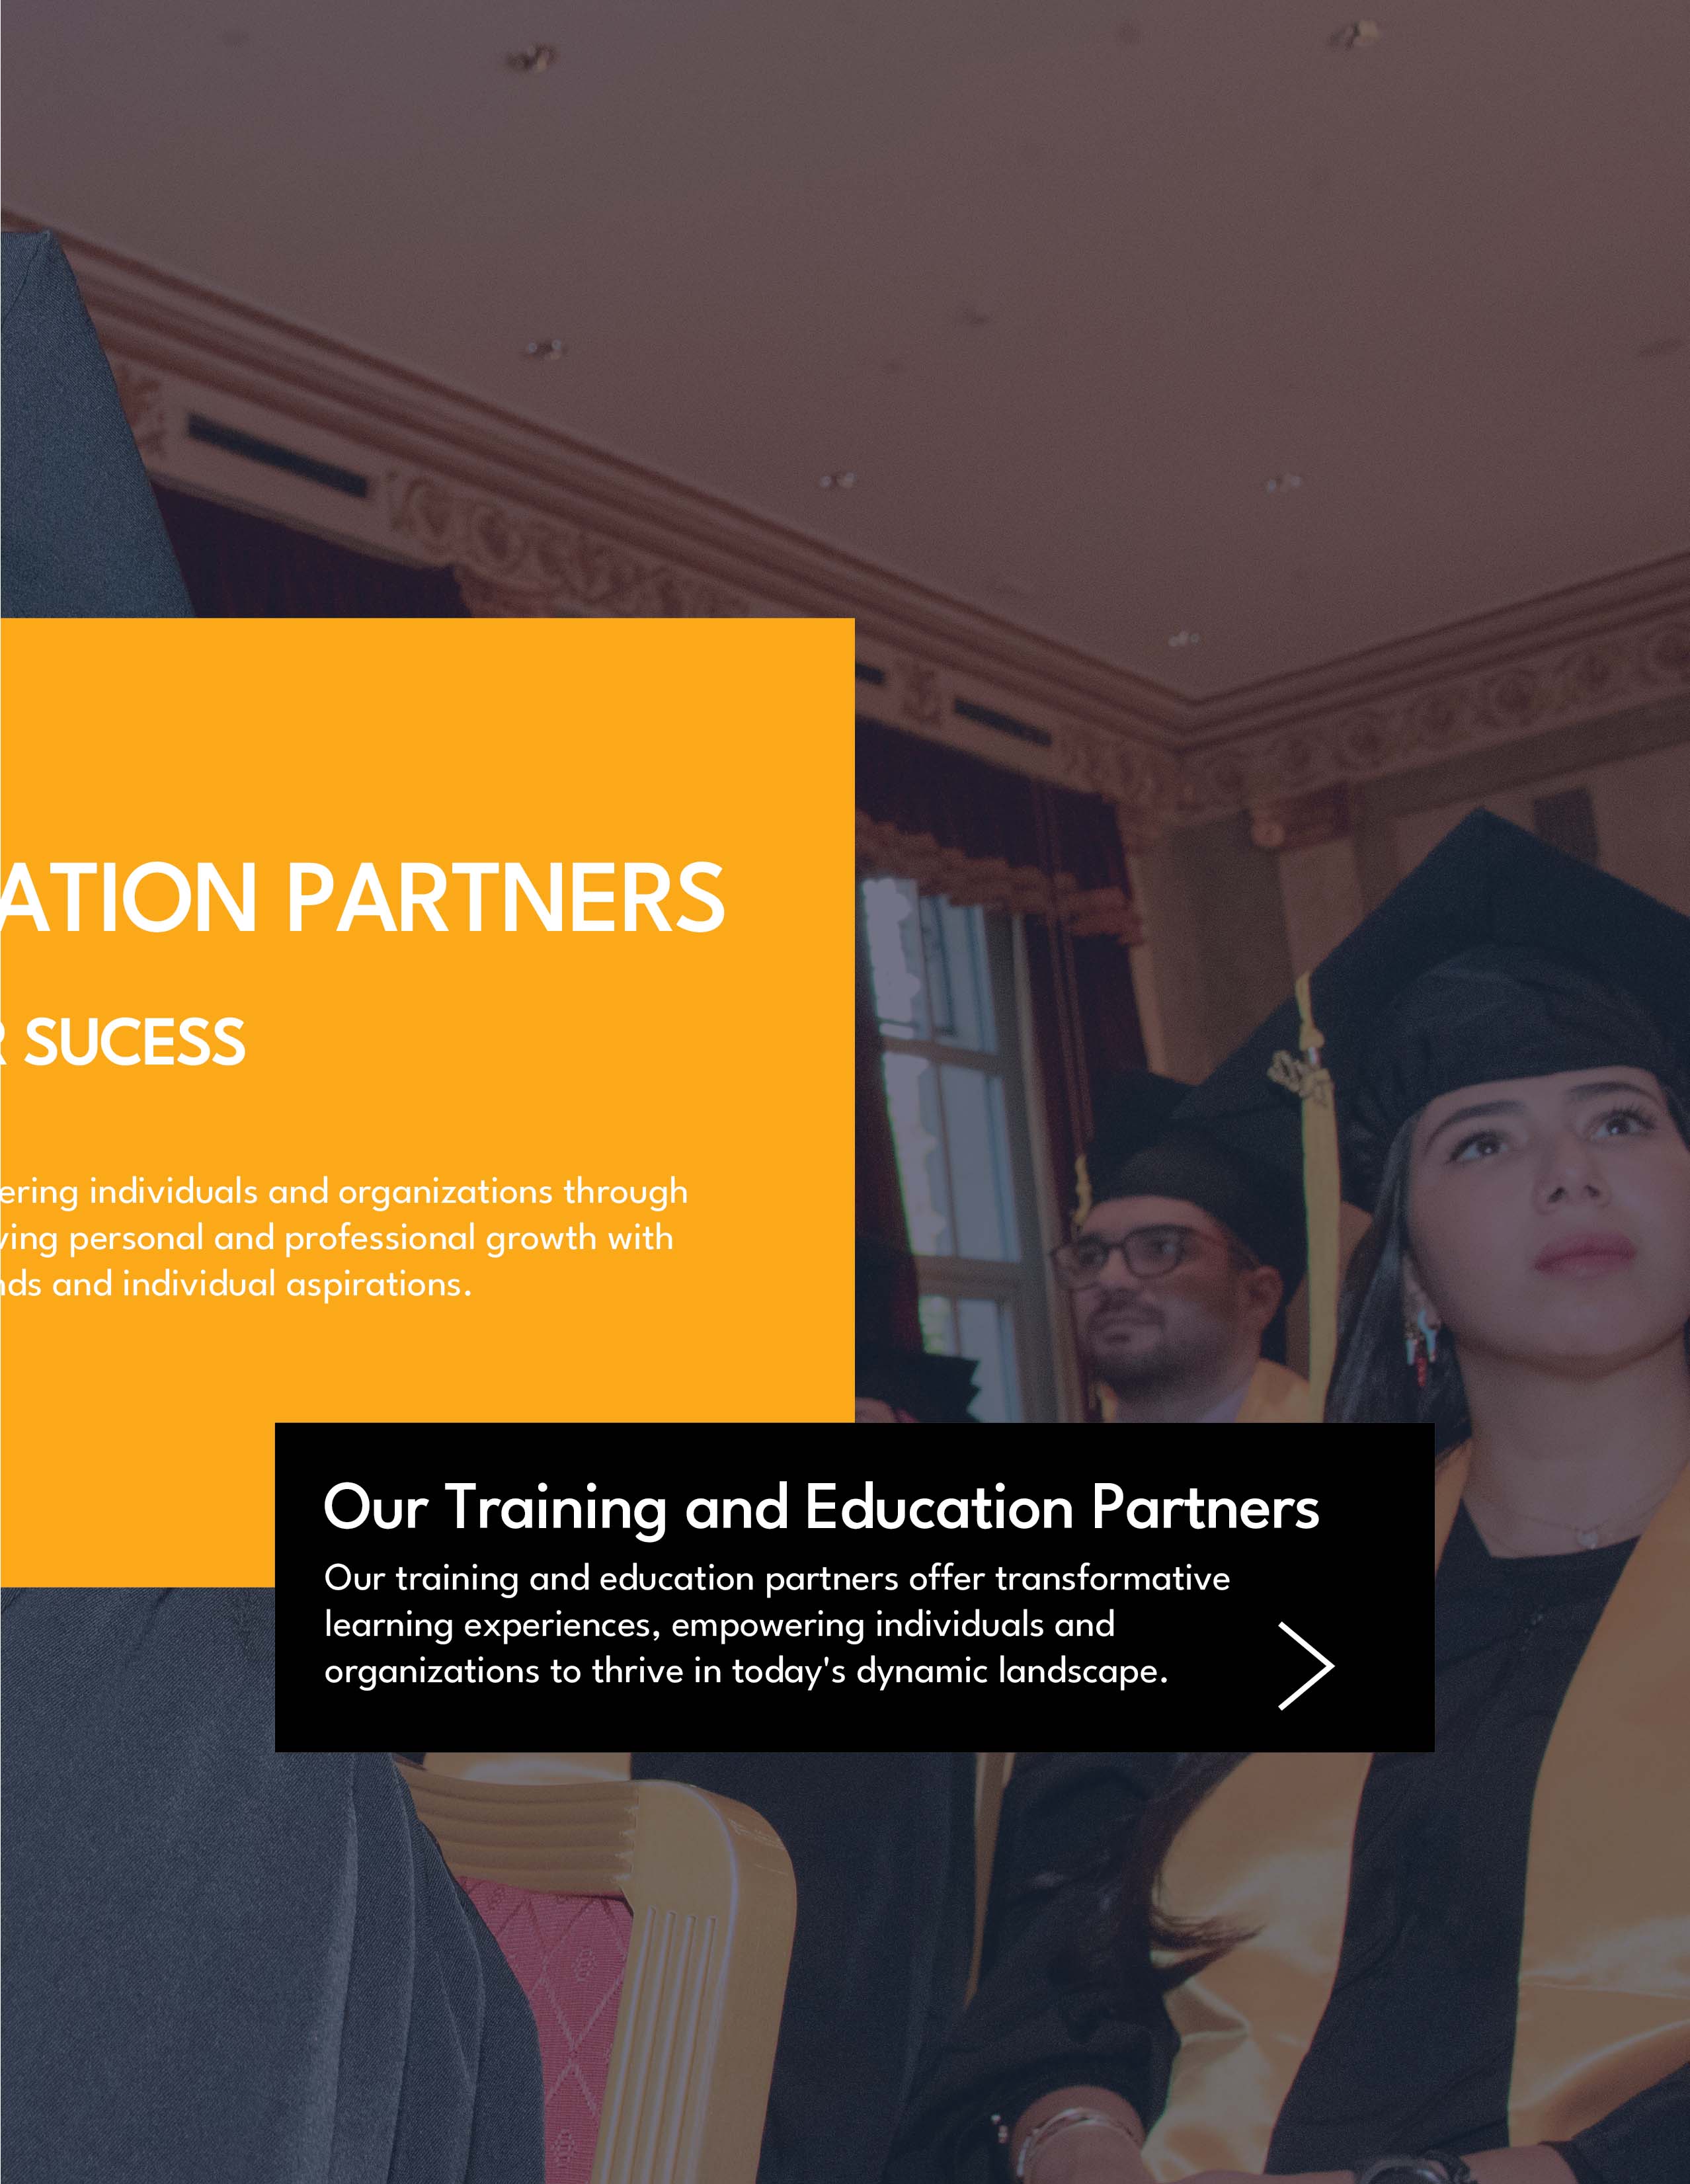 ATION PARTNERS
R SUCESS
ering individuals and organizations through
ving personal and professional growth with
nds and individual aspirations.
Our Training and Education Partners
Our training and education partners offer transformative
learning experiences, empowering individuals and
organizations to thrive in today's dynamic landscape.